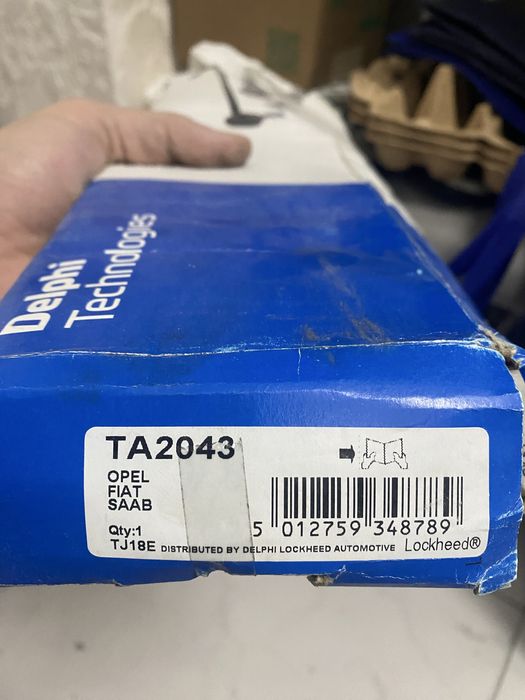 Delphi
Technologies
TA2043
OPEL
FIAT
SAAB
Qty:1
5 012759 348789
TJ18E DISTRIBUTED BY DELPHI LOCKHEED AUTOMOTIVE Lockheed®